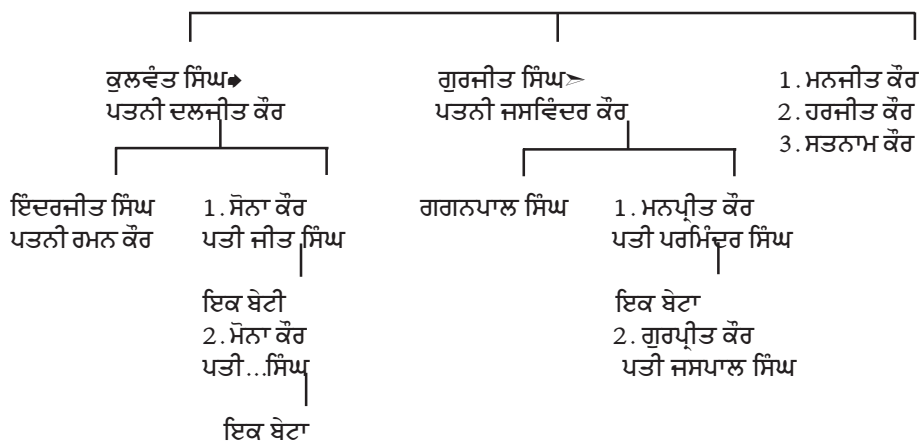 ਕੁਲਵੰਤ ਸਿੰਘ
ਪਤਨੀ ਦਲਜੀਤ ਕੌਰ
ਗੁਰਜੀਤ ਸਿੰਘ
ਪਤਨੀ ਜਸਵਿੰਦਰ ਕੌਰ
1. ਮਨਜੀਤ ਕੌਰ
2. ਹਰਜੀਤ ਕੌਰ
3. ਸਤਨਾਮ ਕੌਰ
ਇੰਦਰਜੀਤ ਸਿੰਘ
ਪਤਨੀ ਰਮਨ ਕੌਰ
1. ਸੋਨਾ ਕੌਰ
ਪਤੀ ਜੀਤ ਸਿੰਘ
ਇਕ ਬੇਟੀ
2. ਮੋਨਾ ਕੌਰ
ਪਤੀ...ਸਿੰਘ
ਇਕ ਬੇਟਾ
ਗਗਨਪਾਲ ਸਿੰਘ
1. ਮਨਪ੍ਰੀਤ ਕੌਰ
ਪਤੀ ਪਰਮਿੰਦਰ ਸਿੰਘ
ਇਕ ਬੇਟਾ
2. ਗੁਰਪ੍ਰੀਤ ਕੌਰ
ਪਤੀ ਜਸਪਾਲ ਸਿੰਘ